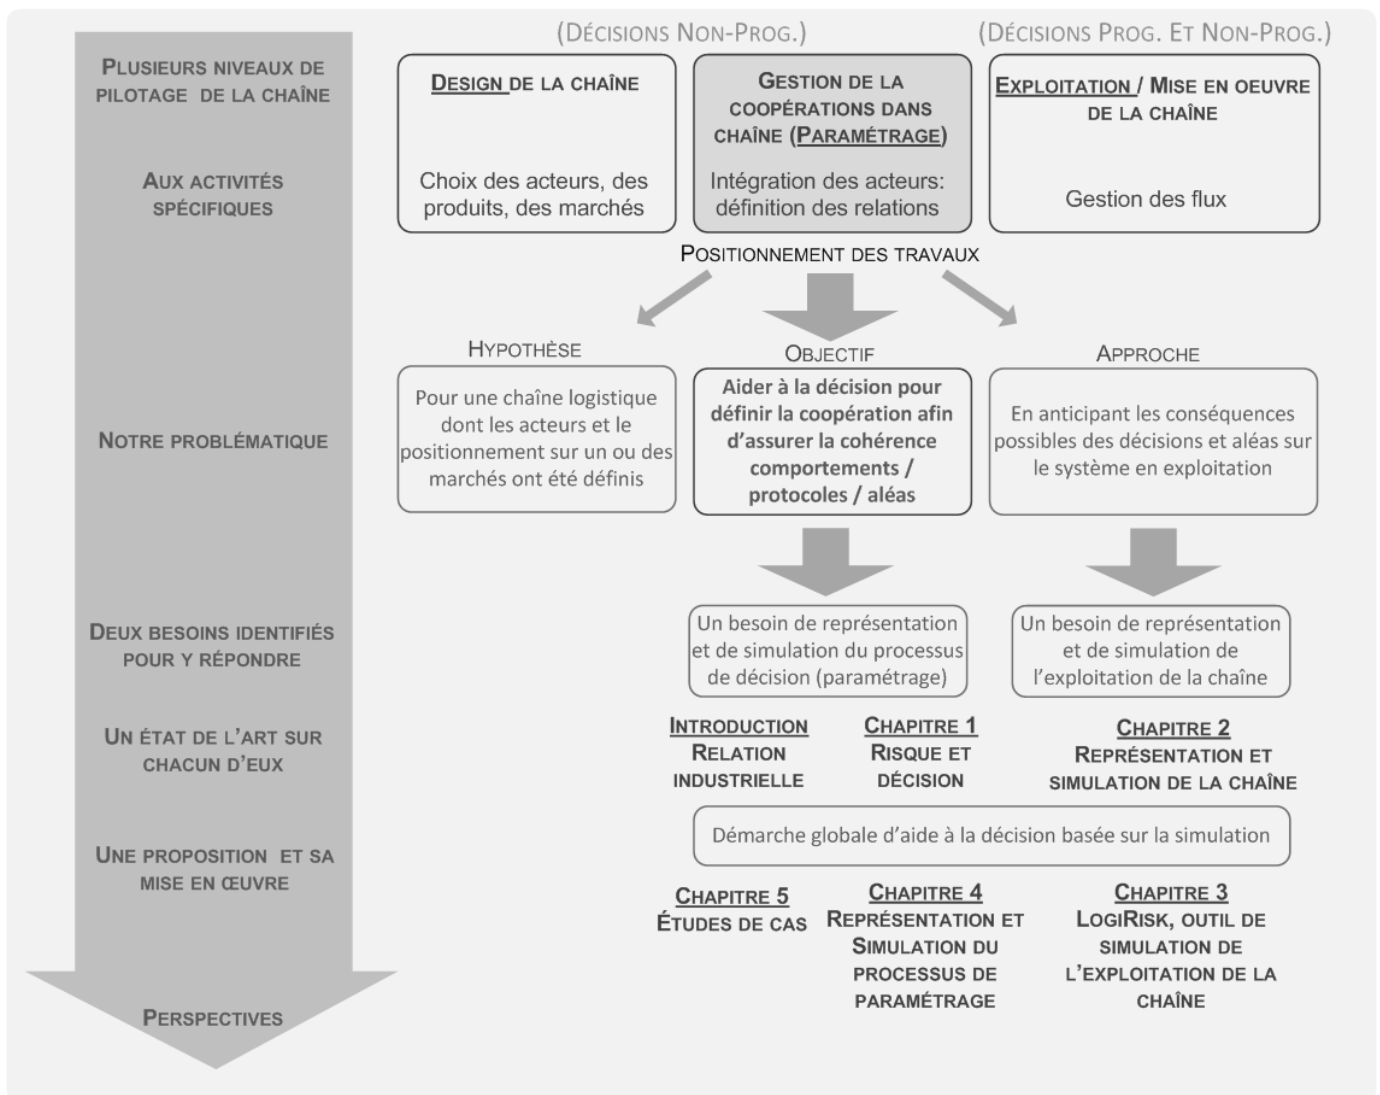 (Décisions Non-Prog.)
(Décisions Prog. Et Non-Prog.)
Plusieurs niveaux de
pilotage de la chaîne
Design de la chaîne
Gestion de la
coopérations dans
chaîne (Paramétrage)
Exploitation / Mise en oeuvre
de la chaîne
Aux activités
spécifiques
Choix des acteurs, des
produits, des marchés
Intégration des acteurs:
définition des relations
Gestion des flux
Positionnement des travaux
Hypothèse
Objectif
Approche
Notre problématique
Pour une chaîne logistique
dont les acteurs et le
positionnement sur un ou des
marchés ont été définis
Aider à la décision pour
définir la coopération afin
d'assurer la cohérence
comportements /
protocoles / aléas
En anticipant les conséquences
possibles des décisions et aléas sur
le système en exploitation
Deux besoins identifiés
pour y répondre
Un besoin de représentation
et de simulation du processus
de décision (paramétrage)
Un besoin de représentation
et de simulation de
l'exploitation de la chaîne
Un état de l'art sur
chacun d'eux
Introduction
Relation
industrielle
Chapitre 1
Risque et
décision
Chapitre 2
Représentation et
simulation de la chaîne
Une proposition et sa
mise en œuvre
Démarche globale d'aide à la décision basée sur la simulation
Chapitre 5
Études de cas
Chapitre 4
Représentation et
Simulation du
processus de
paramétrage
Chapitre 3
LogiRisk, outil de
simulation de
l'exploitation de la
chaîne
Perspectives